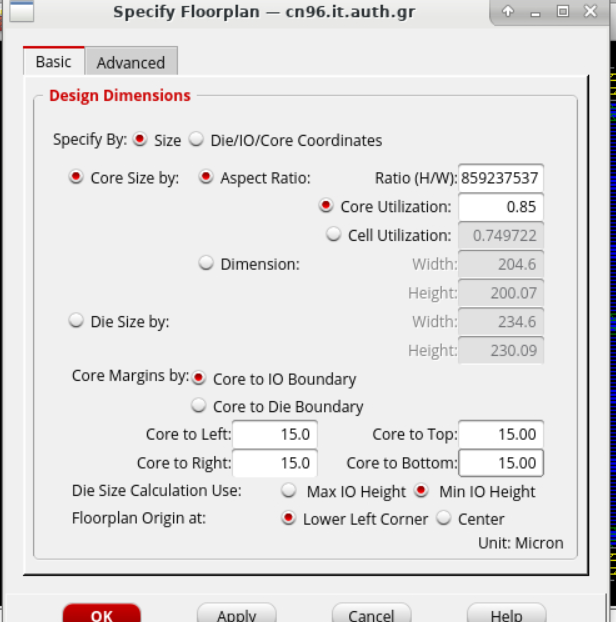 Specify Floorplan — cn96.it.auth.gr
Basic Advanced
Design Dimensions
Specify By: Size Die/IO/Core Coordinates
Core Size by: Aspect Ratio: Ratio (H/W): 859237537
Core Utilization: 0.85
Cell Utilization: 0.749722
Dimension: Width: 204.6
Height: 200.07
Die Size by: Width: 234.6
Height: 230.09
Core Margins by: Core to IO Boundary
Core to Die Boundary
Core to Left: 15.0 Core to Top: 15.00
Core to Right: 15.0 Core to Bottom: 15.00
Die Size Calculation Use: Max IO Height Min IO Height
Floorplan Origin at: Lower Left Corner Center
Unit: Micron
OK Apply Cancel Help